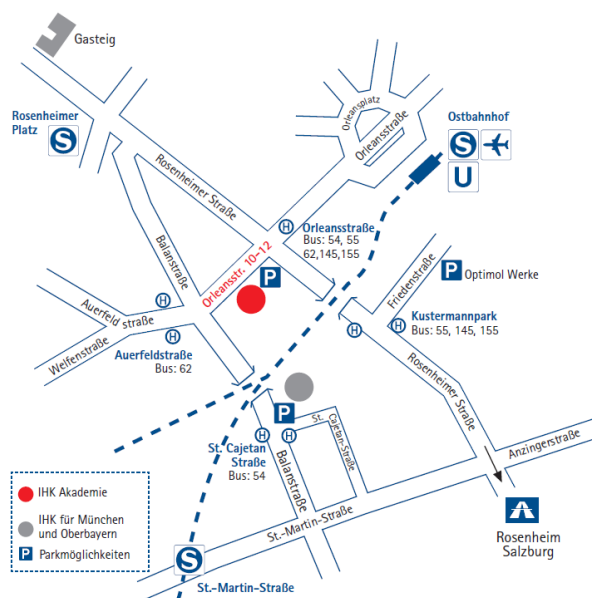 Gasteig
Rosenheimer
Platz
S
Rosenheimer Straße
Orleansplatz
Orleansstraße
Ostbahnhof
S
U
H
Orleansstraße
Bus: 54, 55
62,145,155
Orleansstr. 10-12
P
Balanstraße
H
Auerfeld straße
Welfenstraße
H
Auerfeldstraße
Bus: 62
Friedenstraße
P Optimol Werke
H
H
Kustermannpark
Bus: 55, 145, 155
Rosenheimer Straße
P
St.
Cajetan-Straße
H
H
St. Cajetan
Straße
Bus: 54
Balanstraße
Anzingerstraße
St.-Martin-Straße
Rosenheim
Salzburg
IHK Akademie
IHK für München
und Oberbayern
P Parkmöglichkeiten
S
St.-Martin-Straße